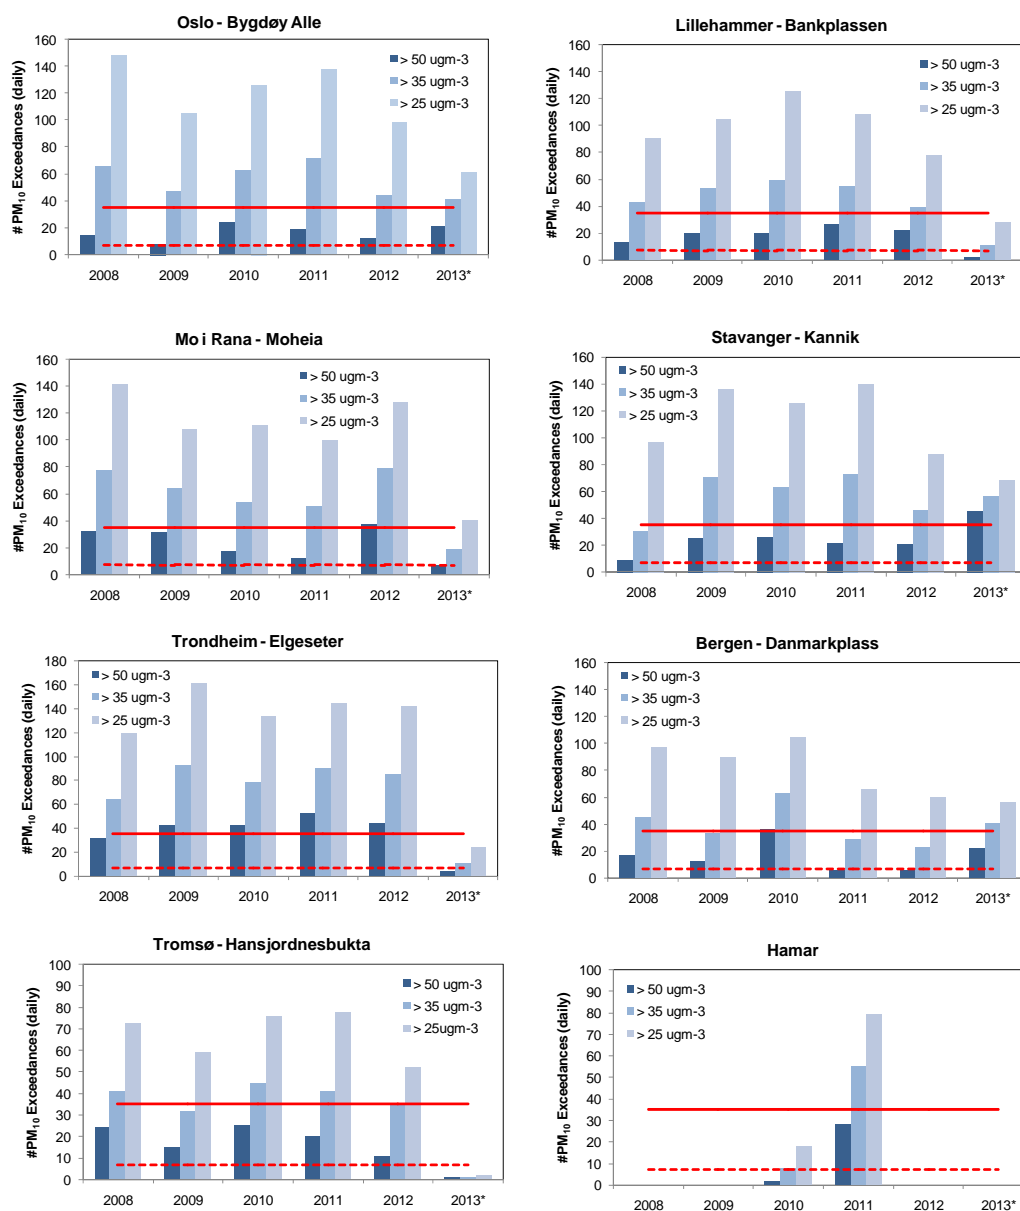 Oslo - Bygdøy Alle
# PM10 Exceedances (daily)
160
140
120
100
80
60
40
20
0
> 50 ugm-3
> 35 ugm-3
> 25 ugm-3
2008 2009 2010 2011 2012 2013*
Lillehammer - Bankplassen
#PM10 Exceedances (daily)
160
140
120
100
80
60
40
20
0
> 50 ugm-3
> 35 ugm-3
> 25 ugm-3
2008 2009 2010 2011 2012 2013*
Mo i Rana - Moheia
#PM10 Exceedances (daily)
160
140
120
100
80
60
40
20
0
> 50 ugm-3
> 35 ugm-3
> 25 ugm-3
2008 2009 2010 2011 2012 2013*
Stavanger - Kannik
#PM10 Exceedances (daily)
160
140
120
100
80
60
40
20
0
> 50 ugm-3
> 35 ugm-3
> 25 ugm-3
2008 2009 2010 2011 2012 2013*
Trondheim - Elgeseter
#PM10 Exceedances (daily)
180
160
140
120
100
80
60
40
20
0
> 50 ugm-3
> 35 ugm-3
> 25 ugm-3
2008 2009 2010 2011 2012 2013*
Bergen - Danmarkplass
#PM10 Exceedances (daily)
160
140
120
100
80
60
40
20
0
> 50 ugm-3
> 35 ugm-3
> 25 ugm-3
2008 2009 2010 2011 2012 2013*
Tromsø - Hansjordnesbukta
#PM10 Exceedances (daily)
100
90
80
70
60
50
40
30
20
10
0
> 50 ugm-3
> 35 ugm-3
> 25ugm-3
2008 2009 2010 2011 2012 2013*
Hamar
#PM10 Exceedances (daily)
100
90
80
70
60
50
40
30
20
10
0
> 50 ugm-3
> 35 ugm-3
> 25 ugm-3
2008 2009 2010 2011 2012 2013*